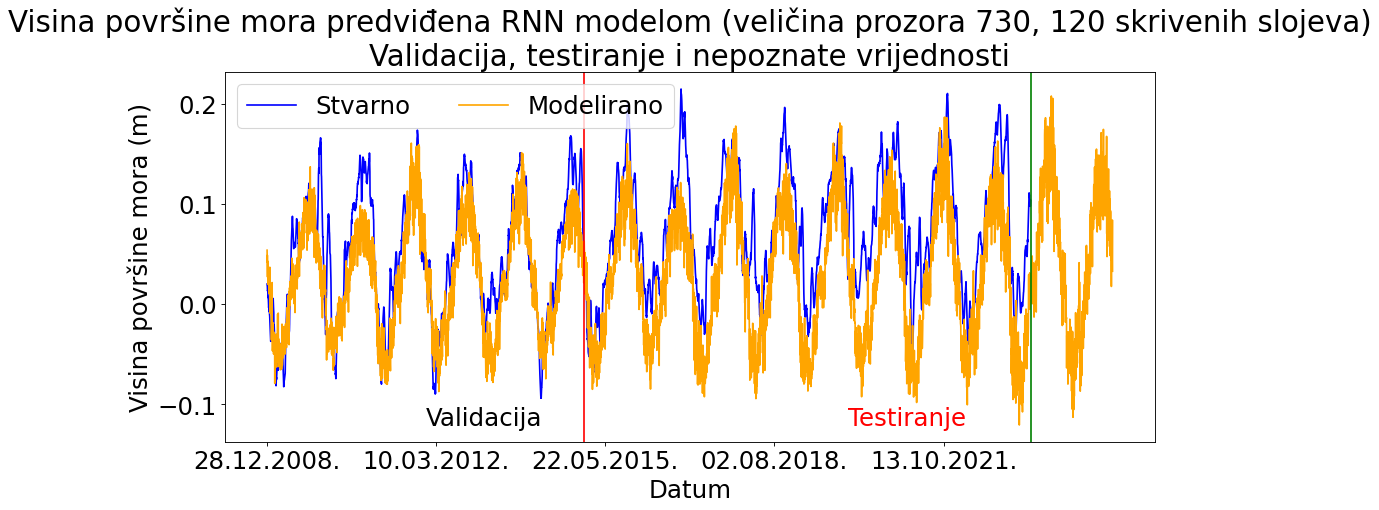 Visina površine mora predviđena RNN modelom (veličina prozora 730, 120 skrivenih slojeva)
Validacija, testiranje i nepoznate vrijednosti
Stvarno
Modelirano
Visina površine mora (m)
0.2
0.1
0.0
−0.1
Validacija
Testiranje
28.12.2008.
10.03.2012.
22.05.2015.
02.08.2018.
13.10.2021.
Datum